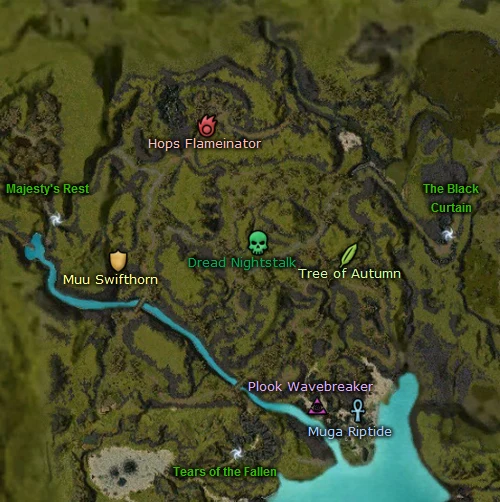 Hops Flameinator
Majesty's Rest
The Black
Curtain
Dread Nightstalk
Tree of Autumn
Muu Swifthorn
Plook Wavebreaker
Muga Riptide
Tears of the Fallen